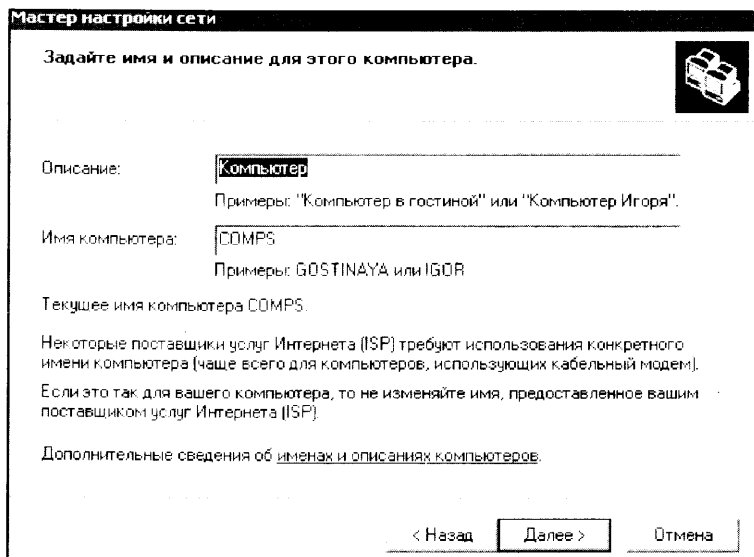 Мастер настройки сети
Задайте имя и описание для этого компьютера.
Описание: Компьютер
Примеры: "Компьютер в гостиной" или "Компьютер Игоря".
Имя компьютера: COMPS
Примеры: GOSTINAYA или IGOR
Текущее имя компьютера COMPS.
Некоторые поставщики услуг Интернета (ISP) требуют использования конкретного
имени компьютера (чаще всего для компьютеров, использующих кабельный модем).
Если это так для вашего компьютера, то не изменяйте имя, предоставленное вашим
поставщиком услуг Интернета (ISP)
Дополнительные сведения об именах и описаниях компьютеров.
< Назад Далее > Отмена